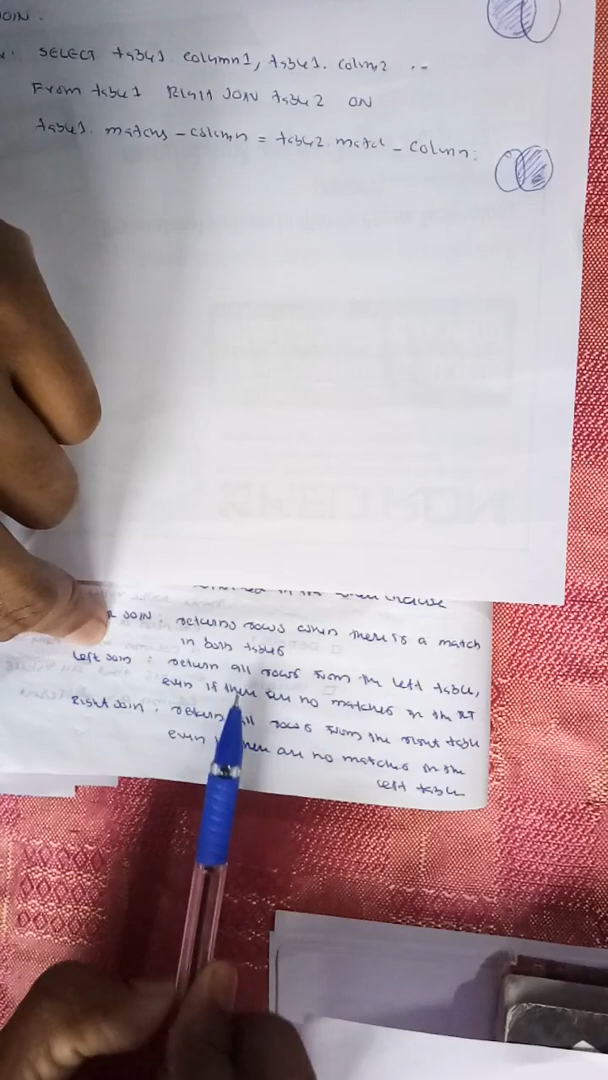 JOIN.
SELECT table1.column1, table1.column2 ..
From table1 Right JOIN table2 ON
table1.matchs-column = table2.match-column;
JOIN: returns rows when there is a match
in both tables
Left Join: return all rows from the left table,
even if there are no matches in the RT
Right Join: return all rows from the right table
even there are no matches in the
left table